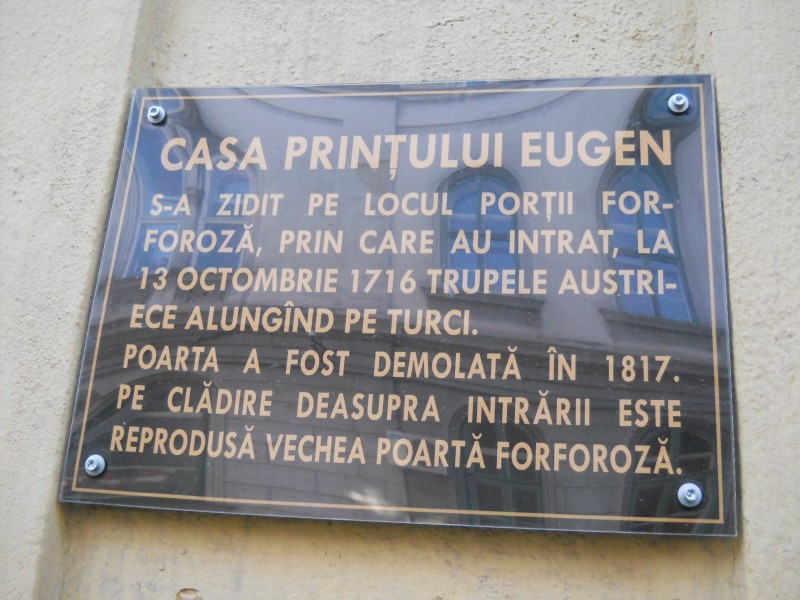 CASA PRINȚULUI EUGEN
S-A ZIDIT PE LOCUL PORȚII FOR-
FOROZĂ, PRIN CARE AU INTRAT, LA
13 OCTOMBRIE 1716 TRUPELE AUSTRI-
ECE ALUNGÎND PE TURCI.
POARTA A FOST DEMOLATĂ ÎN 1817.
PE CLĂDIRE DEASUPRA INTRĂRII ESTE
REPRODUSĂ VECHEA POARTĂ FORFOROZĂ.